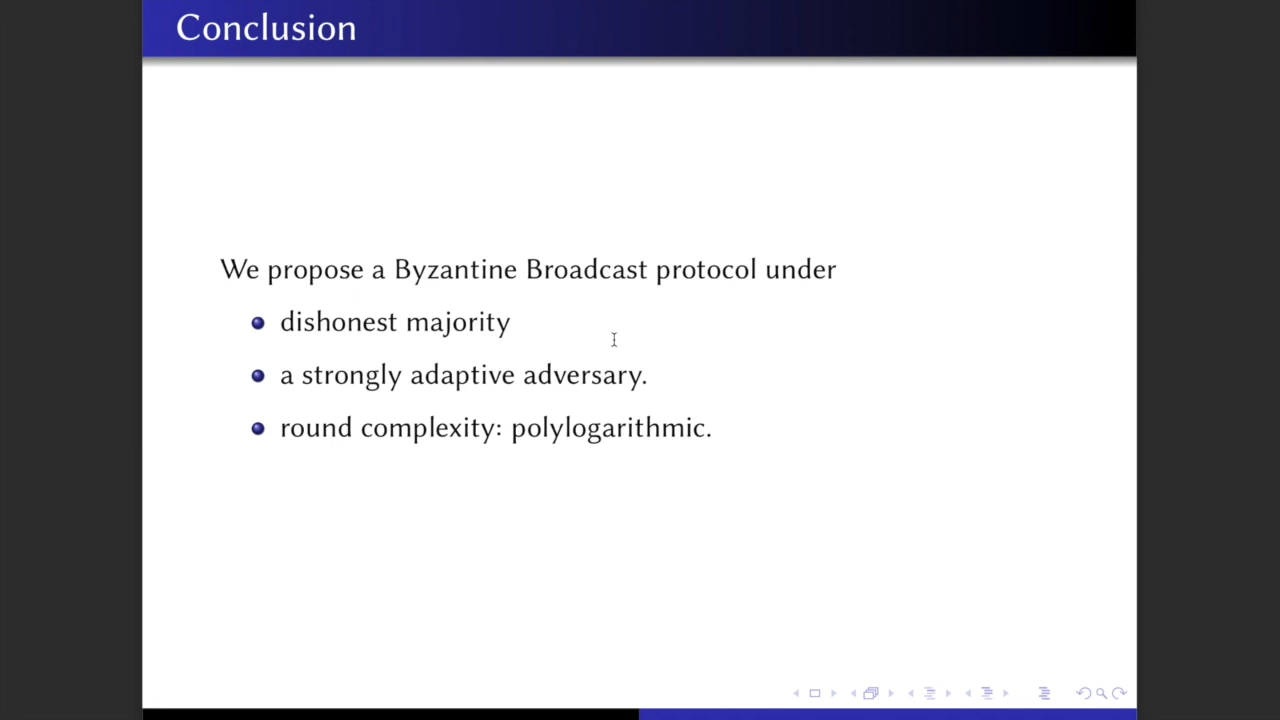 Conclusion
We propose a Byzantine Broadcast protocol under
dishonest majority
a strongly adaptive adversary.
round complexity: polylogarithmic.